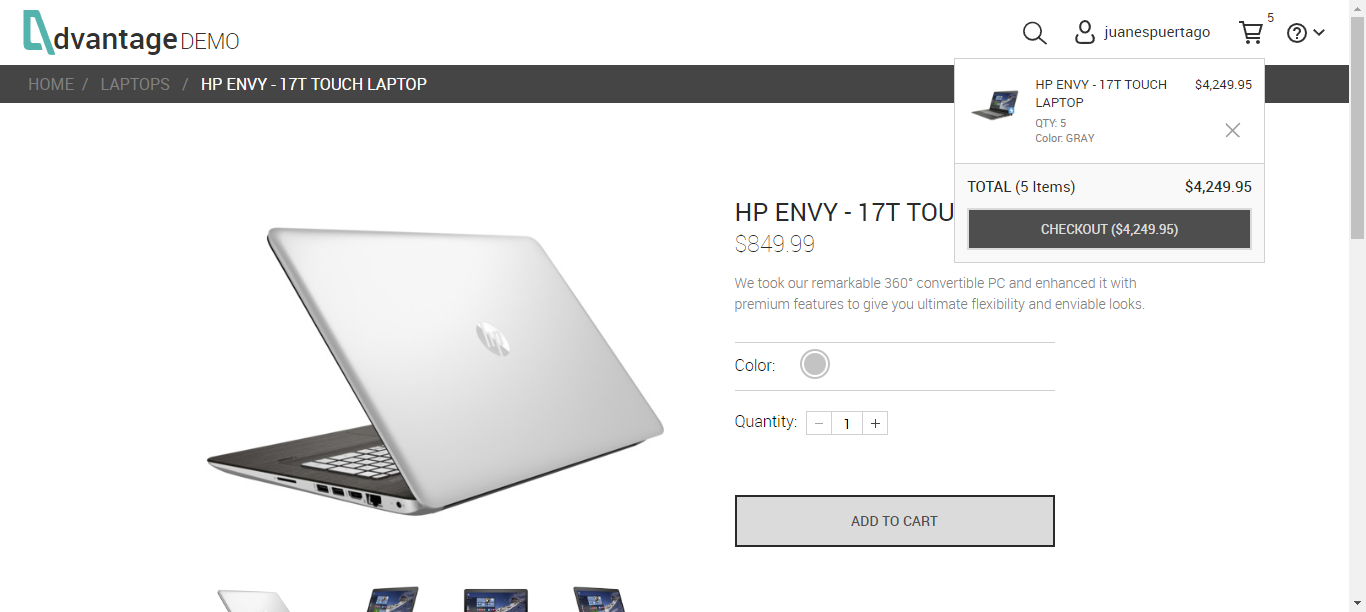 dvantage DEMO
juanespuertago
5
?
HOME / LAPTOPS / HP ENVY - 17T TOUCH LAPTOP
HP ENVY - 17T TOUCH
LAPTOP
$4,249.95
QTY: 5
Color: GRAY
TOTAL (5 Items) $4,249.95
CHECKOUT ($4,249.95)
HP ENVY - 17T TOU
$849.99
We took our remarkable 360° convertible PC and enhanced it with
premium features to give you ultimate flexibility and enviable looks.
Color:
Quantity: − 1 +
ADD TO CART
hp